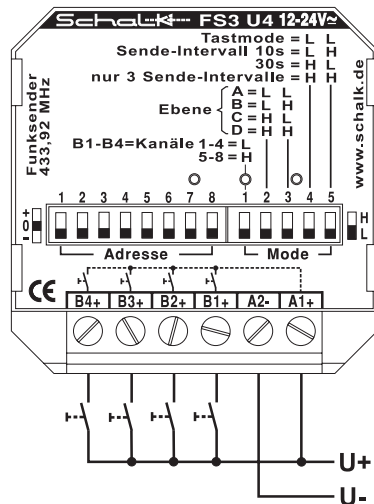 Schalk FS3 U4 12-24V~
Tastmode = L L
Sende-Intervall 10s = L H
30s = H L
nur 3 Sende-Intervalle = H H
A = L L
B = L H
C = H L
D = H H
Ebene
B1-B4=Kanäle 1-4 = L
5-8 = H
Funksender
433,92 MHz
www.schalk.de
1 2 3 4 5 6 7 8 1 2 3 4 5
+
0
-
H
L
Adresse Mode
CE
B4+ B3+ B2+ B1+ A2- A1+
U+
U-